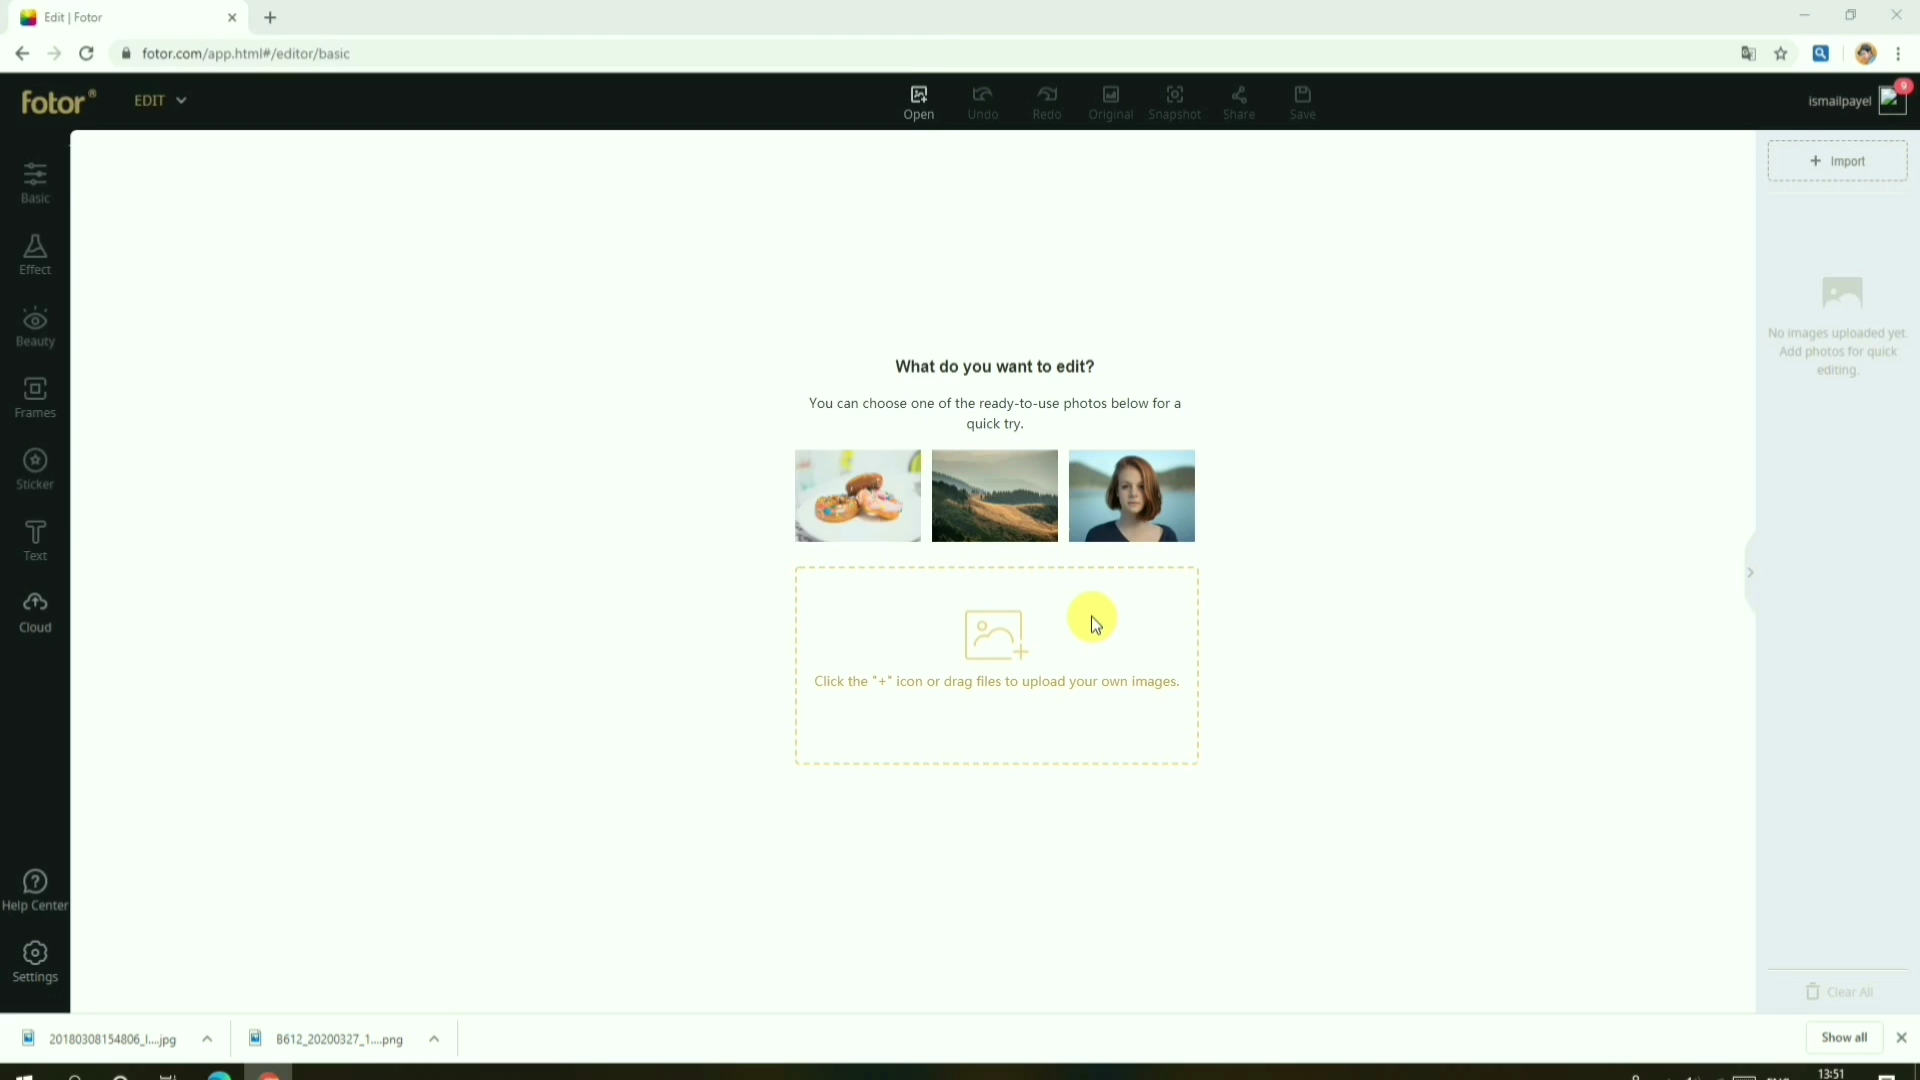 Edit | Fotor
fotor.com/app.html#/editor/basic
fotor®
EDIT
Open
Undo
Redo
Original
Snapshot
Share
Save
ismailpayel
9
Basic
Effect
Beauty
Frames
Sticker
Text
Cloud
Help Center
Settings
What do you want to edit?
You can choose one of the ready-to-use photos below for a
quick try.
Click the "+" icon or drag files to upload your own images.
Import
No images uploaded yet.
Add photos for quick
editing.
Clear All
20180308154806_I....jpg
B612_20200327_1....png
Show all
13:51